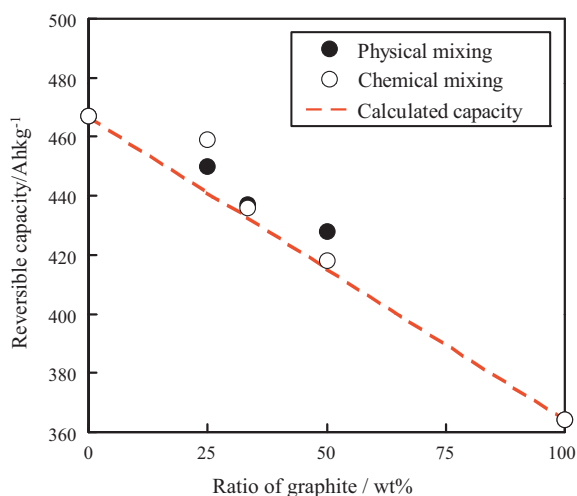 500
480
460
440
420
400
380
360
Reversible capacity/Ahkg-1
Physical mixing
Chemical mixing
Calculated capacity
0
25
50
75
100
Ratio of graphite / wt%